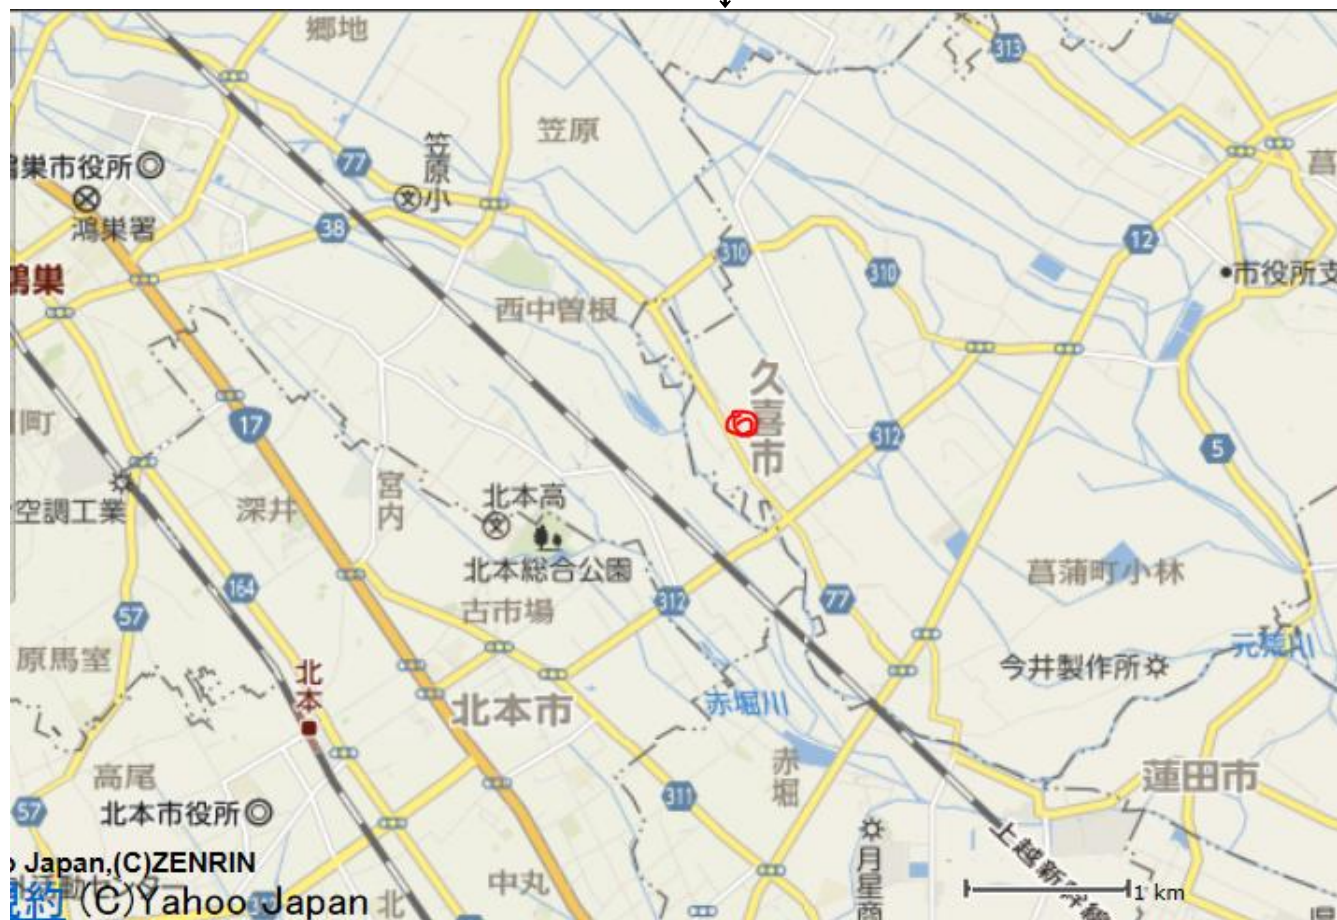 郷地
313
12
笠原
笠原小
77
巣市役所
鴻巣署
38
310
12
310
市役所支
鴻巣
西中曽根
久喜市
17
312
5
町
宮内
北本高
空調工業
深井
北本総合公園
菖蒲町小林
164
312
77
57
古市場
原馬室
元荒川
今井製作所
北本
北本市
赤堀川
赤堀
高尾
311
蓮田市
57
北本市役所
月星商
上越新幹線
Japan,(C)ZENRIN
中丸
1 km
(C)Yahoo Japan
北